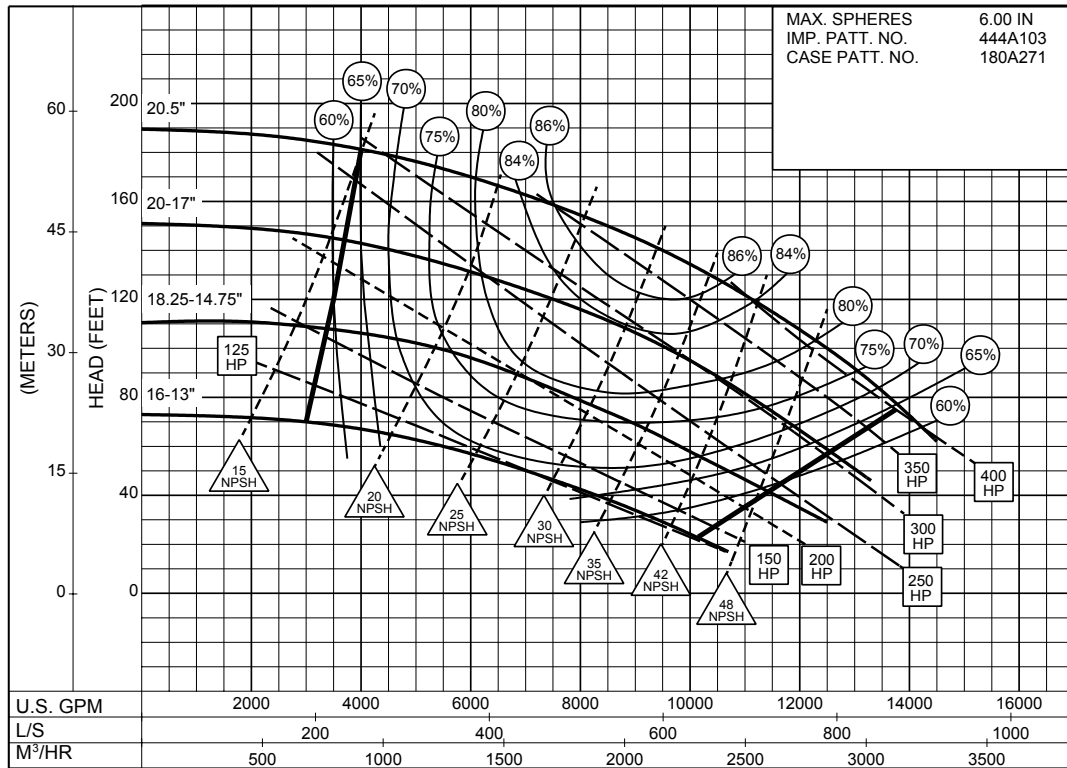 MAX. SPHERES 6.00 IN
IMP. PATT. NO. 444A103
CASE PATT. NO. 180A271
(METERS)
60
45
30
15
0
HEAD (FEET)
200
160
120
80
40
0
20.5"
20-17"
18.25-14.75"
16-13"
60%
65%
70%
75%
80%
84%
86%
86%
84%
80%
75%
70%
65%
60%
125
HP
15
NPSH
20
NPSH
25
NPSH
30
NPSH
35
NPSH
42
NPSH
48
NPSH
150
HP
200
HP
250
HP
300
HP
350
HP
400
HP
U.S. GPM 2000 4000 6000 8000 10000 12000 14000 16000
L/S 200 400 600 800 1000
M³/HR 500 1000 1500 2000 2500 3000 3500